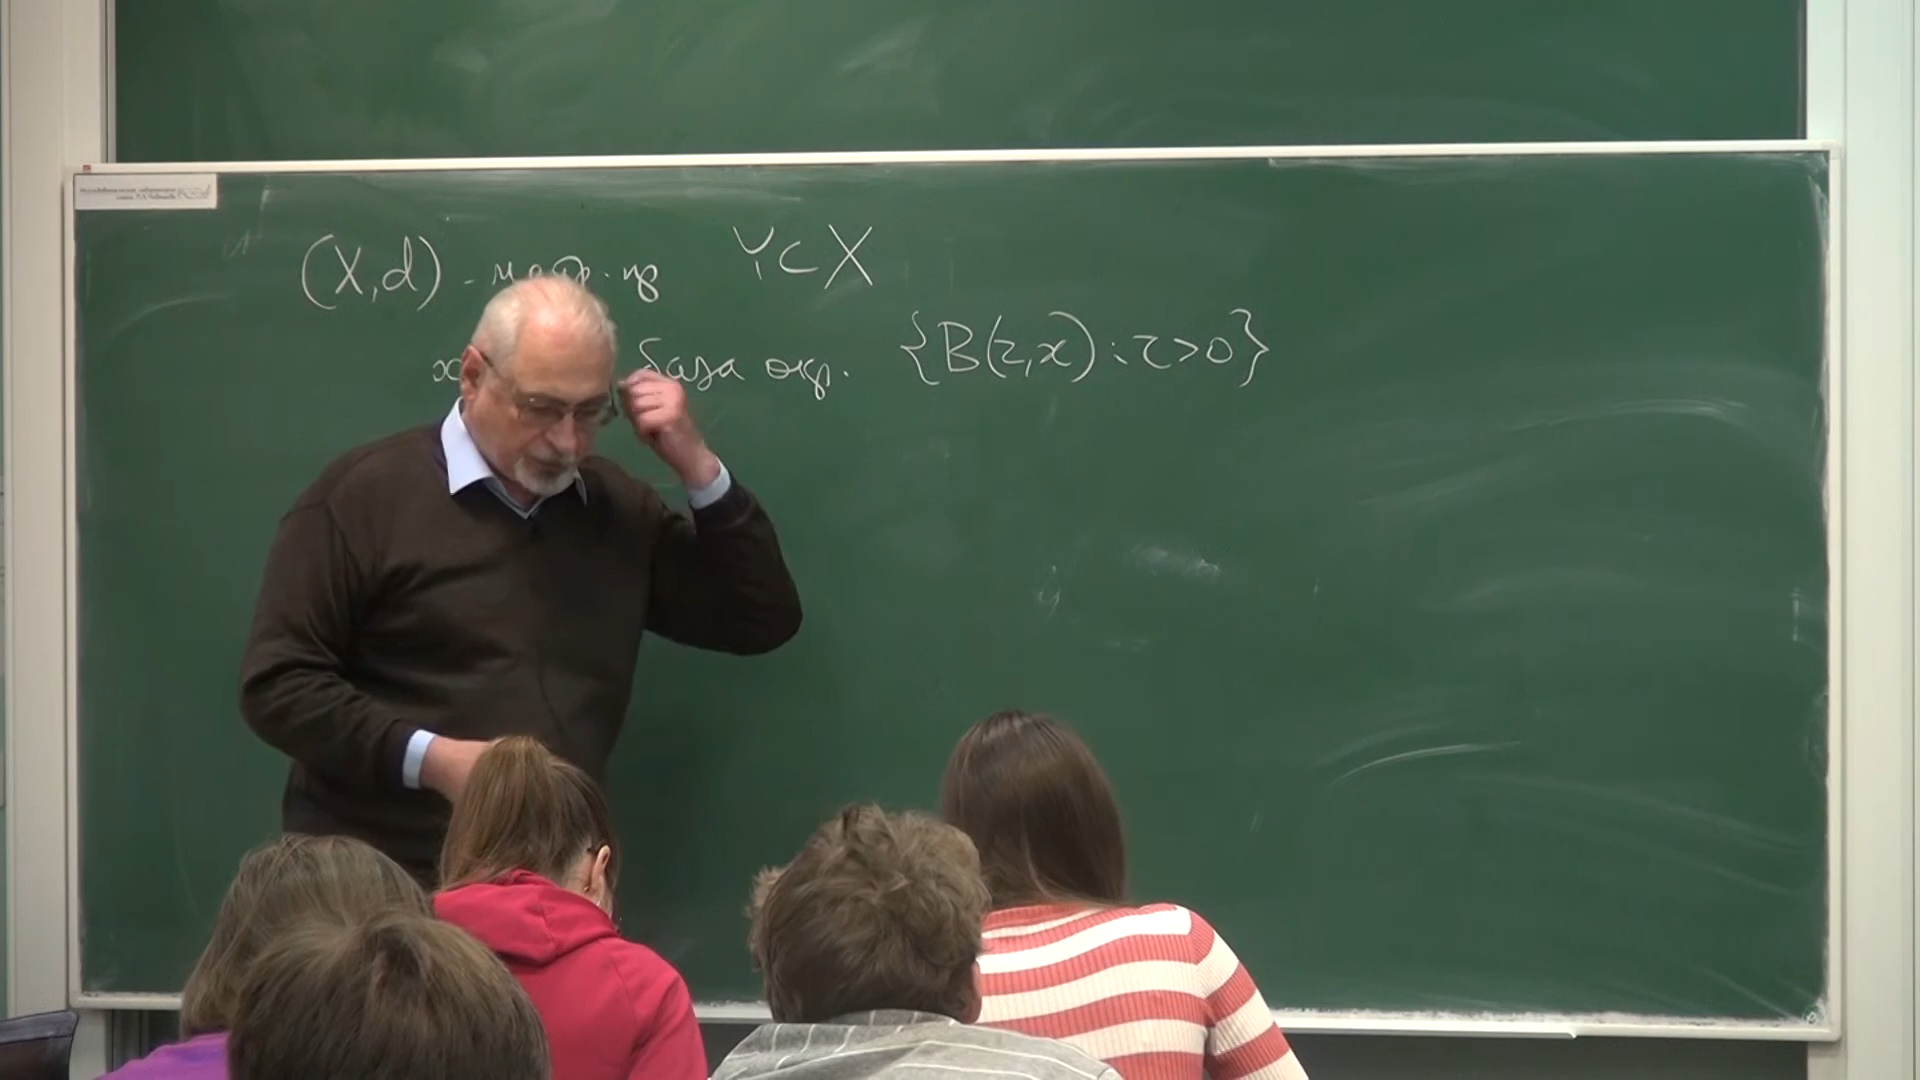 (X,d) - метр. пр Y⊂X
x база окр. {B(r,x): r>0}